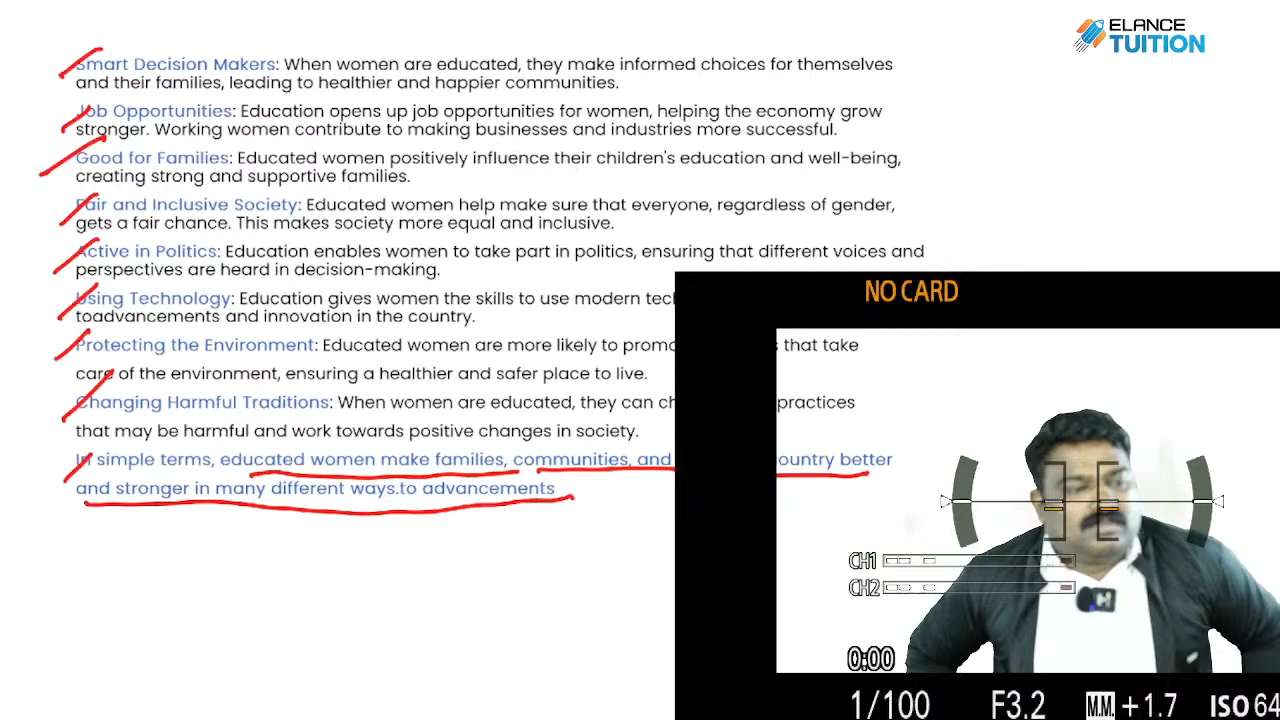 ELANCE
TUITION
Smart Decision Makers: When women are educated, they make informed choices for themselves
and their families, leading to healthier and happier communities.
Job Opportunities: Education opens up job opportunities for women, helping the economy grow
stronger. Working women contribute to making businesses and industries more successful.
Good for Families: Educated women positively influence their children's education and well-being,
creating strong and supportive families.
Fair and Inclusive Society: Educated women help make sure that everyone, regardless of gender,
gets a fair chance. This makes society more equal and inclusive.
Active in Politics: Education enables women to take part in politics, ensuring that different voices and
perspectives are heard in decision-making.
Using Technology: Education gives women the skills to use modern
toadvancements and innovation in the country.
Protecting the Environment: Educated women are more likely to that take
care of the environment, ensuring a healthier and safer place to live.
Changing Harmful Traditions: When women are educated, they can practices
that may be harmful and work towards positive changes in society.
In simple terms, educated women make families, communities, and country better
and stronger in many different ways.to advancements
NO CARD
CH1
CH2
0:00
1/100 F3.2 M.M. +1.7 ISO 64